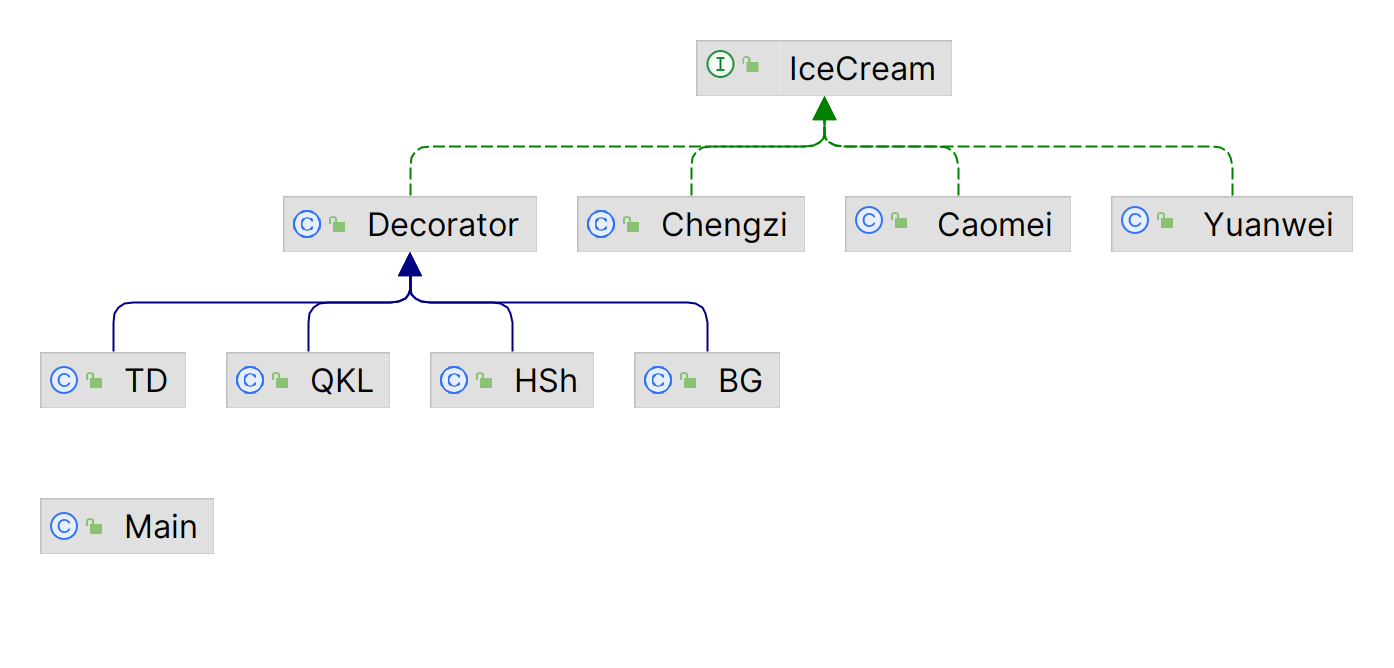 IceCream
Decorator
Chengzi
Caomei
Yuanwei
TD
QKL
HSh
BG
Main